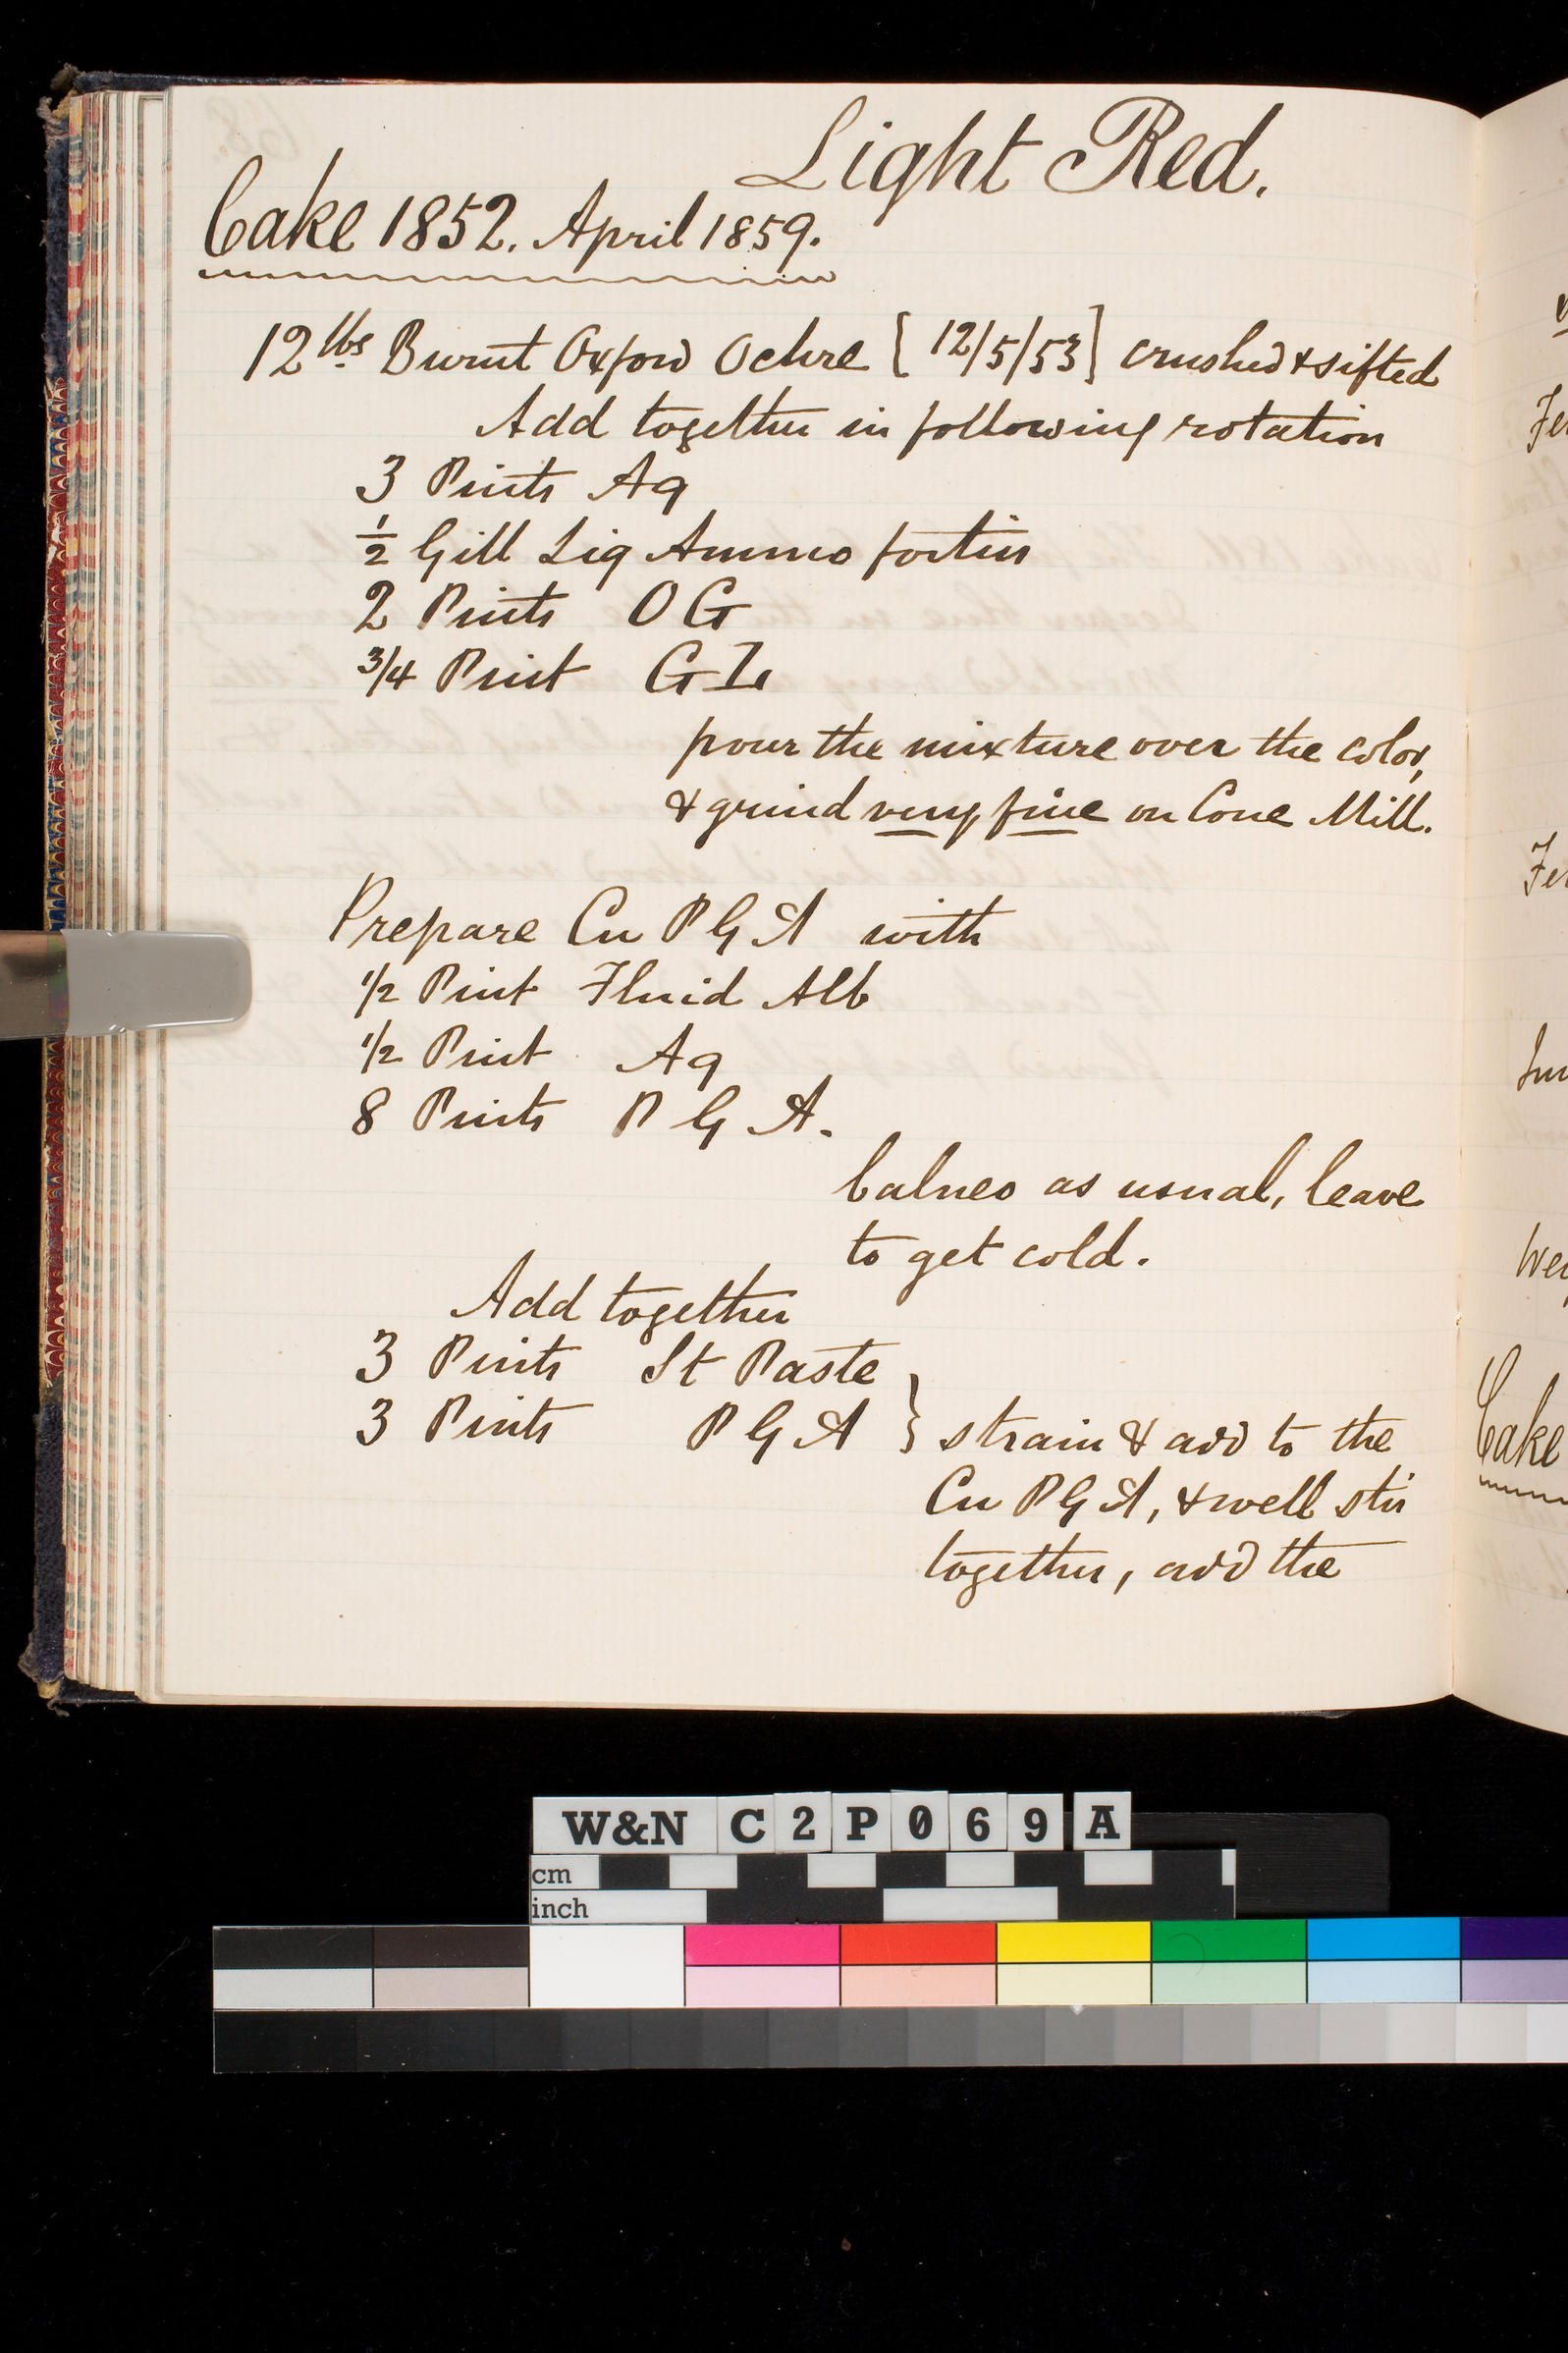 Light Red.
Cake 1852. April 1859.
12 lbs Burnt Oxford Ochre [12/5/53] crushed & sifted
Add together in following rotation
3 Pints Aq
1/2 Gill Liq Ammo fortis
2 Pints O G
3/4 Pint G I
pour the mixture over the color,
& grind very fine on Cone Mill.
Prepare Cu P G A with
1/2 Pint Fluid Alb
1/2 Pint Aq
8 Pints P G A.
balneo as usual, leave
to get cold.
Add together
3 Pints St Paste
3 Pints P G A } strain & add to the
Cu P G A, & well stir
together, add the
Cake
W&N C2P069 A
cm
inch